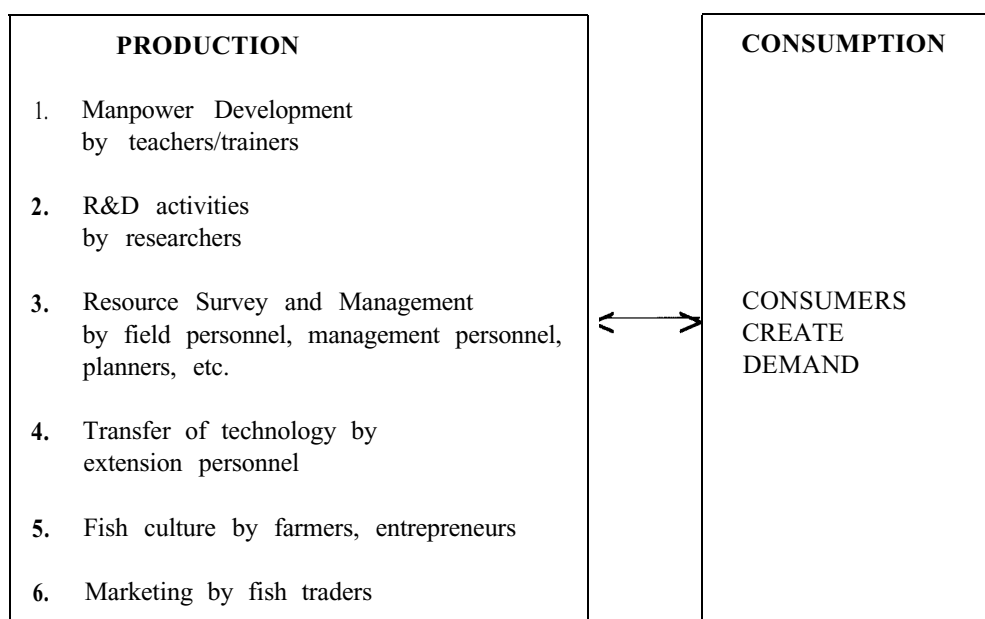 PRODUCTION
1. Manpower Development
by teachers/trainers
2. R&D activities
by researchers
3. Resource Survey and Management
by field personnel, management personnel,
planners, etc.
4. Transfer of technology by
extension personnel
5. Fish culture by farmers, entrepreneurs
6. Marketing by fish traders
CONSUMPTION
CONSUMERS
CREATE
DEMAND